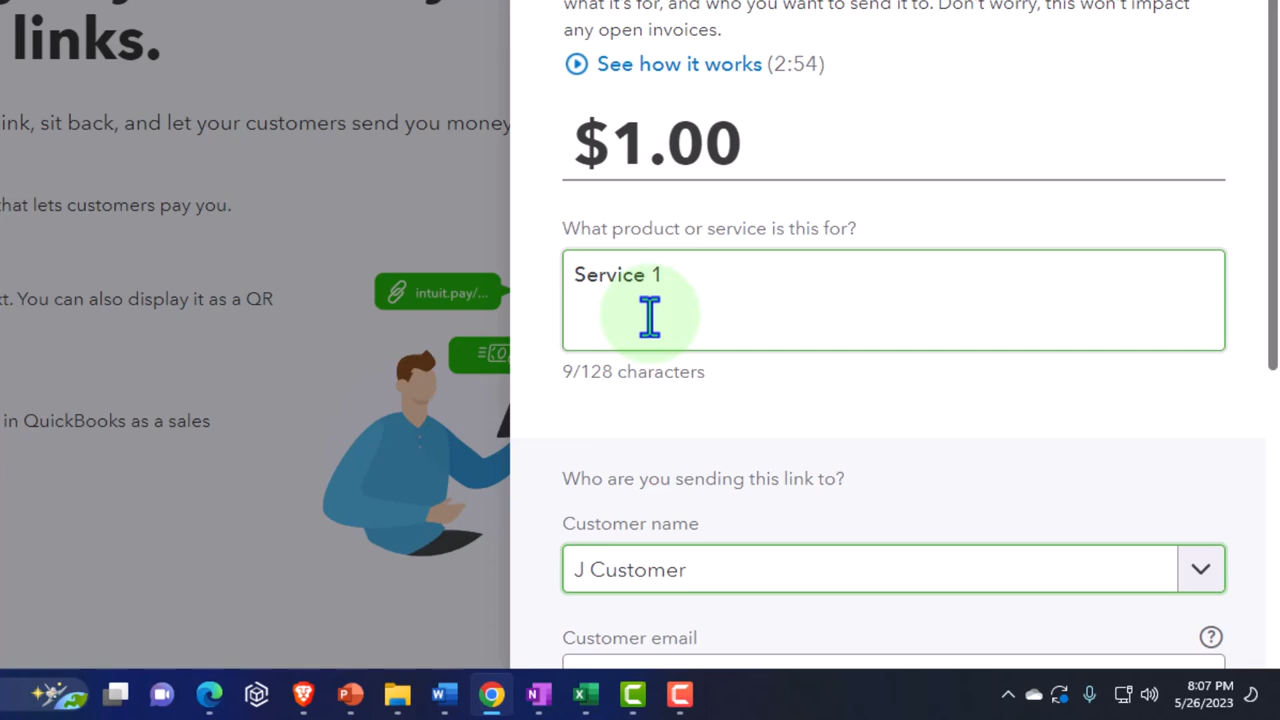 links.
ink, sit back, and let your customers send you money
that lets customers pay you.
xt. You can also display it as a QR
in QuickBooks as a sales
intuit.pay/...
what it's for, and who you want to send it to. Don't worry, this won't impact
any open invoices.
See how it works (2:54)
$1.00
What product or service is this for?
Service 1
9/128 characters
Who are you sending this link to?
Customer name
J Customer
Customer email
8:07 PM
5/26/2023